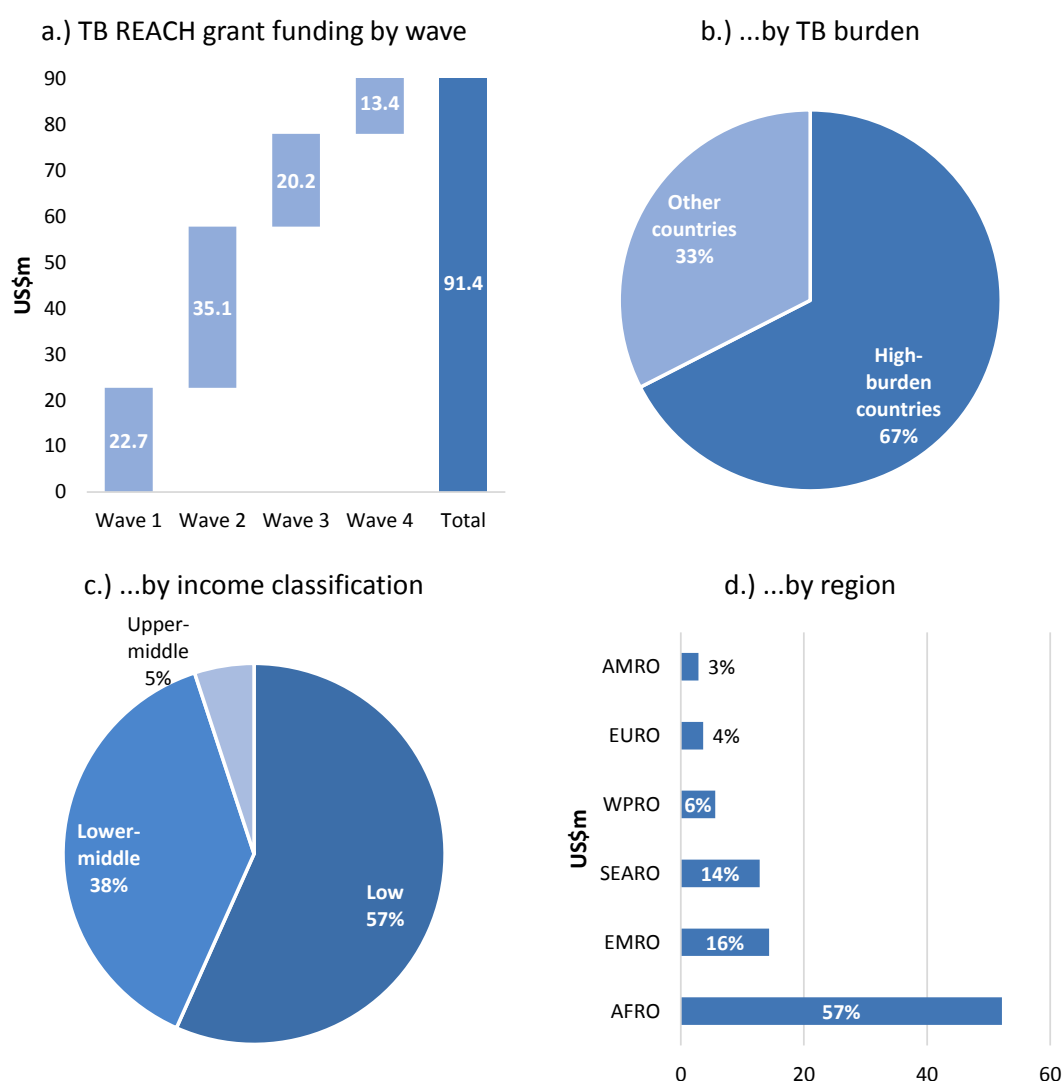 a.) TB REACH grant funding by wave
90
80
70
60
50
40
30
20
10
0
US$m
22.7
35.1
20.2
13.4
91.4
Wave 1 Wave 2 Wave 3 Wave 4 Total
b.) ...by TB burden
Other
countries
33%
High-
burden
countries
67%
c.) ...by income classification
Upper-
middle
5%
Lower-
middle
38%
Low
57%
d.) ...by region
US$m
AMRO 3%
EURO 4%
WPRO 6%
SEARO 14%
EMRO 16%
AFRO 57%
0 20 40 60